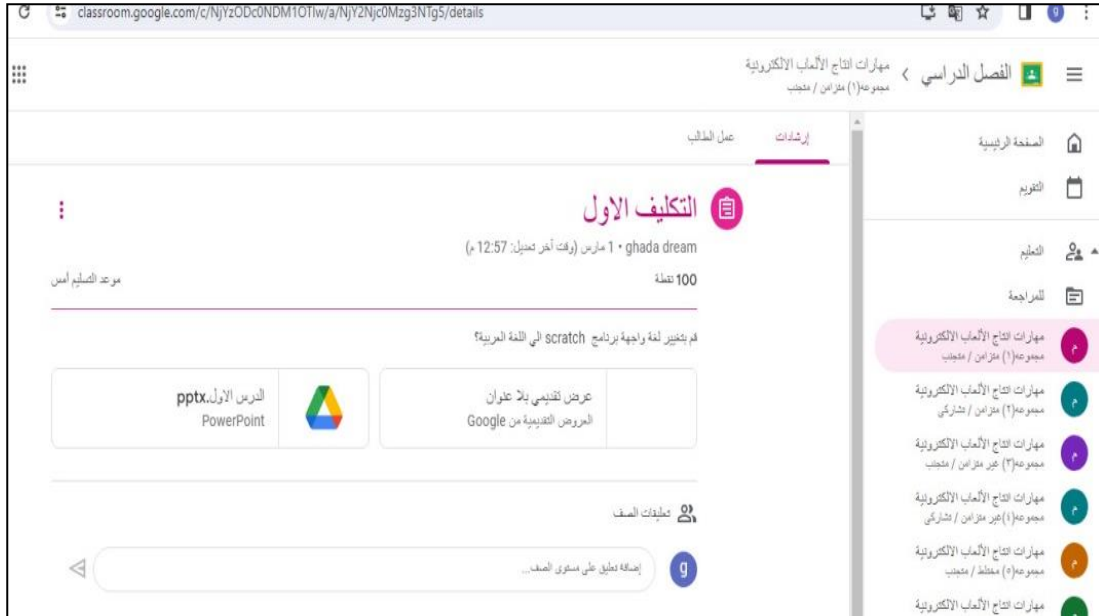 classroom.google.com/c/NjYzODc0NDM1OTIw/a/NjY2Njc0Mzg3NTg5/details
g
الفصل الدراسي
مهارات انتاج الألعاب الالكترونية
مجموعه(١) متزامن / متجنب
الصفحة الرئيسية
التقويم
التعليم
للمراجعة
م
مهارات انتاج الألعاب الالكترونية
مجموعه(١) متزامن / متجنب
م
مهارات انتاج الألعاب الالكترونية
مجموعه(٢) متزامن / تشاركي
م
مهارات انتاج الألعاب الالكترونية
مجموعه(٣) غير متزامن / متجنب
م
مهارات انتاج الألعاب الالكترونية
مجموعه(٤)غير متزامن / تشاركي
م
مهارات انتاج الألعاب الالكترونية
مجموعه(٥) مختلط / متجنب
مهارات انتاج الألعاب الالكترونية
إرشادات
عمل الطالب
التكليف الاول
ghada dream • 1 مارس (وقت آخر تعديل: 12:57 م)
100 نقطة
موعد التسليم أمس
قم بتغيير لغة واجهة برنامج scratch الي اللغة العربية؟
عرض تقديمي بلا عنوان
العروض التقديمية من Google
الدرس الاول.pptx
PowerPoint
تعليقات الصف
g
إضافة تعليق على مستوى الصف...